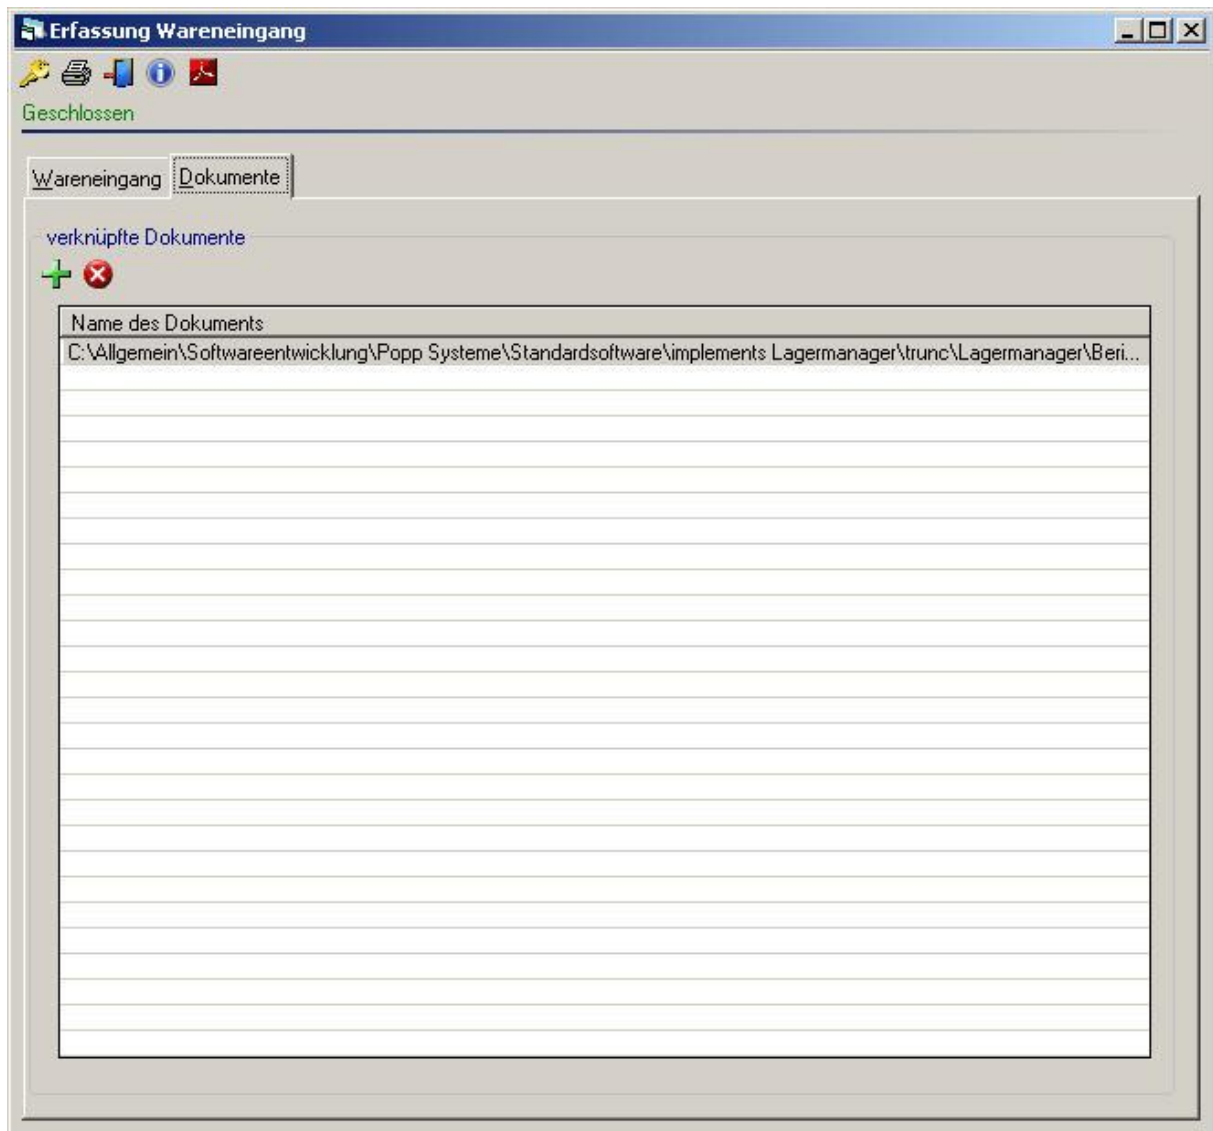 Erfassung Wareneingang
Geschlossen
Wareneingang Dokumente
verknüpfte Dokumente
Name des Dokuments
C:\Allgemein\Softwareentwicklung\Popp Systeme\Standardsoftware\implements Lagermanager\trunc\Lagermanager\Beri...